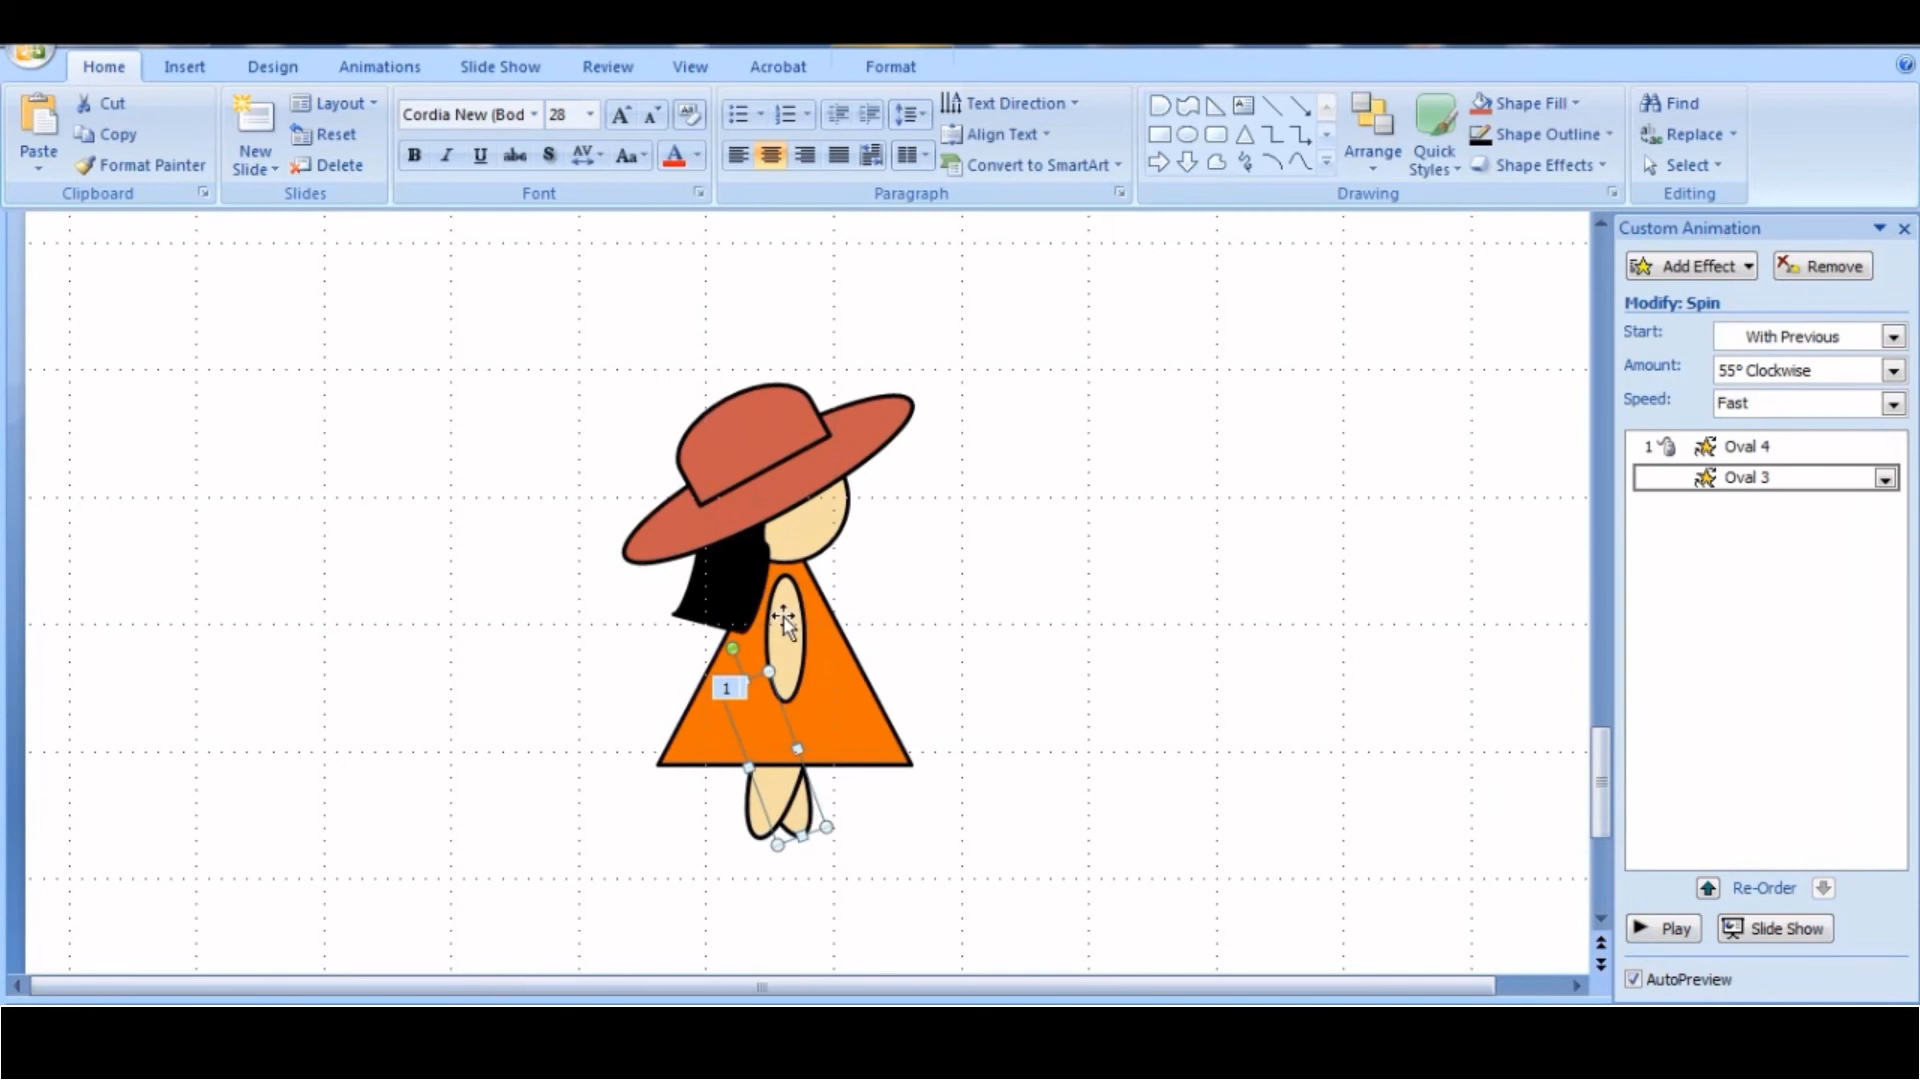 Home Insert Design Animations Slide Show Review View Acrobat Format
Paste
Cut
Copy
Format Painter
Clipboard
New Slide
Layout
Reset
Delete
Slides
Cordia New (Bod 28
B I U abc S AV Aa A
Font
Text Direction
Align Text
Convert to SmartArt
Paragraph
Arrange
Quick Styles
Shape Fill
Shape Outline
Shape Effects
Drawing
Find
Replace
Select
Editing
1
Custom Animation
Add Effect Remove
Modify: Spin
Start: With Previous
Amount: 55° Clockwise
Speed: Fast
1 Oval 4
Oval 3
Re-Order
Play Slide Show
AutoPreview